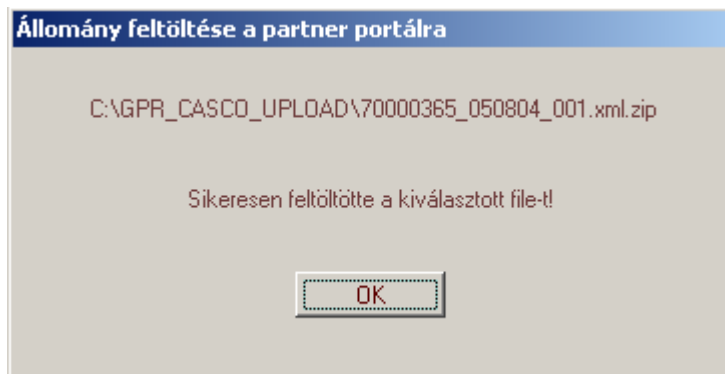 Állomány feltöltése a partner portálra
C:\GPR_CASCO_UPLOAD\70000365_050804_001.xml.zip
Sikeresen feltöltötte a kiválasztott file-t!
OK